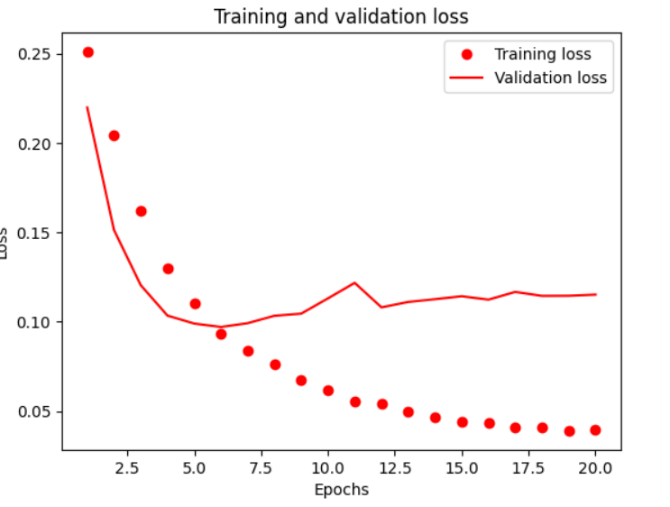 Training and validation loss
Training loss
Validation loss
0.25
0.20
0.15
0.10
0.05
Loss
2.5 5.0 7.5 10.0 12.5 15.0 17.5 20.0
Epochs